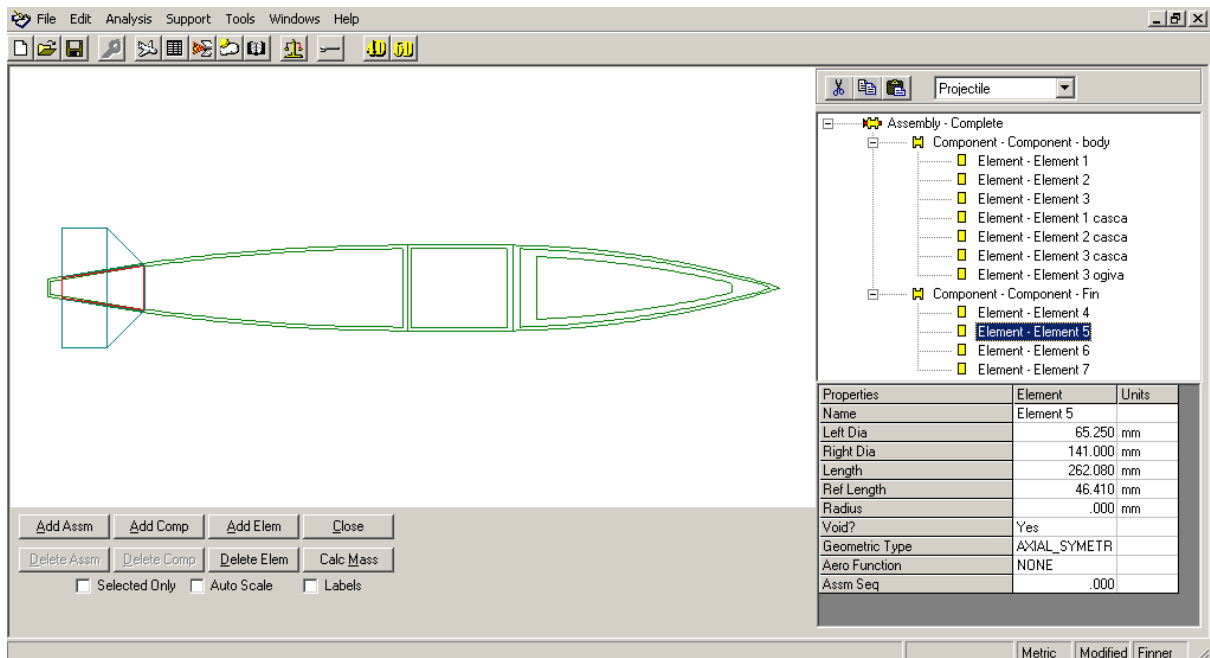 File Edit Analysis Support Tools Windows Help
4D 6D
Projectile
Assembly - Complete
Component - Component - body
Element - Element 1
Element - Element 2
Element - Element 3
Element - Element 1 casca
Element - Element 2 casca
Element - Element 3 casca
Element - Element 3 ogiva
Component - Component - Fin
Element - Element 4
Element - Element 5
Element - Element 6
Element - Element 7
Properties Element Units
Name Element 5
Left Dia 65.250 mm
Right Dia 141.000 mm
Length 262.080 mm
Ref Length 46.410 mm
Radius .000 mm
Void? Yes
Geometric Type AXIAL_SYMETR
Aero Function NONE
Assm Seq .000
Add Assm Add Comp Add Elem Close
Delete Assm Delete Comp Delete Elem Calc Mass
Selected Only Auto Scale Labels
Metric Modified Finner